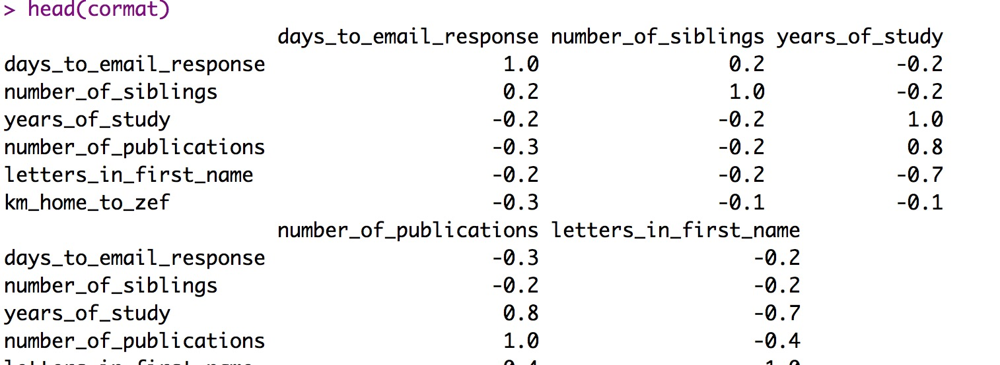 > head(cormat)
days_to_email_response number_of_siblings years_of_study
days_to_email_response 1.0 0.2 -0.2
number_of_siblings 0.2 1.0 -0.2
years_of_study -0.2 -0.2 1.0
number_of_publications -0.3 -0.2 0.8
letters_in_first_name -0.2 -0.2 -0.7
km_home_to_zef -0.3 -0.1 -0.1
number_of_publications letters_in_first_name
days_to_email_response -0.3 -0.2
number_of_siblings -0.2 -0.2
years_of_study 0.8 -0.7
number_of_publications 1.0 -0.4